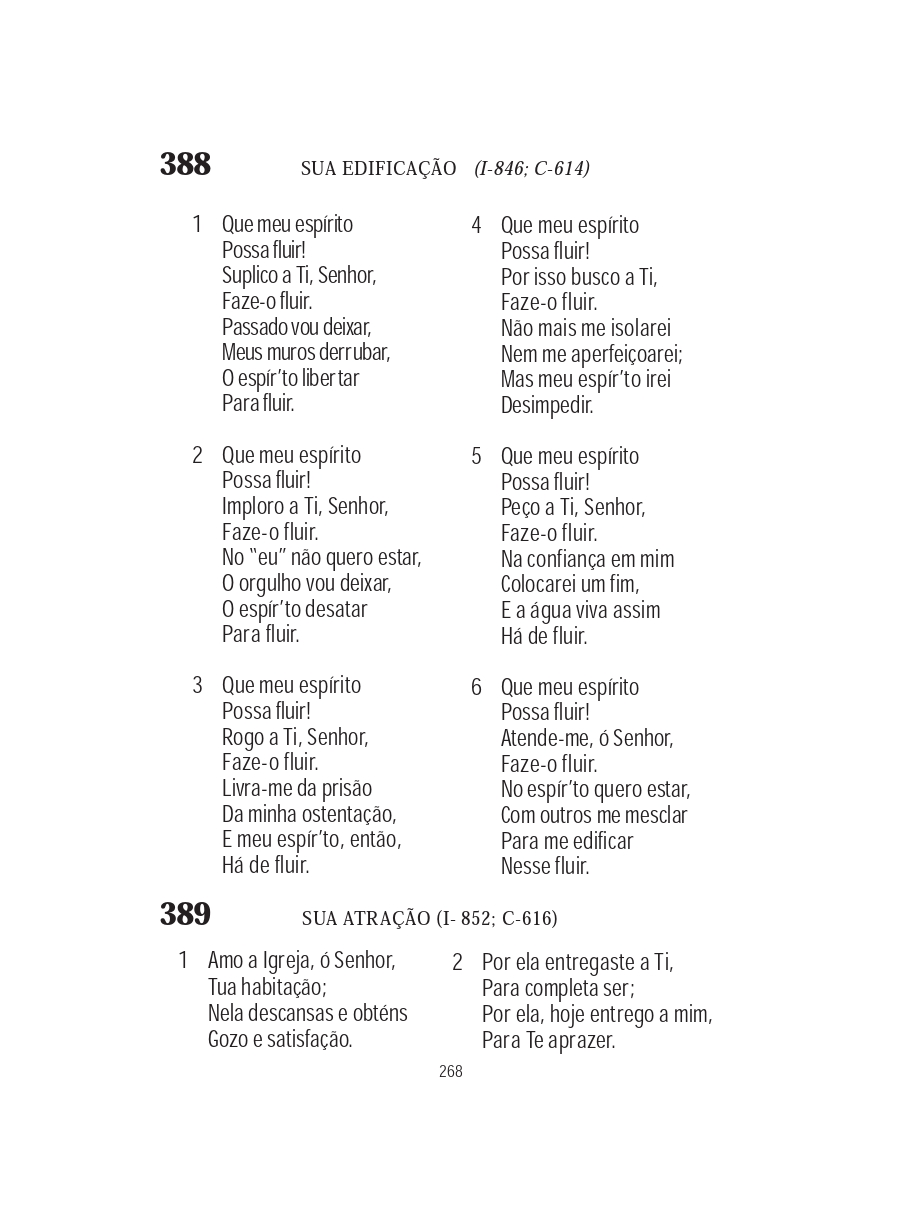 388 SUA EDIFICAÇÃO (I-846; C-614)
1 Que meu espírito
Possa fluir!
Suplico a Ti, Senhor,
Faze-o fluir.
Passado vou deixar,
Meus muros derrubar,
O espír’to libertar
Para fluir.
2 Que meu espírito
Possa fluir!
Imploro a Ti, Senhor,
Faze-o fluir.
No “eu” não quero estar,
O orgulho vou deixar,
O espír’to desatar
Para fluir.
3 Que meu espírito
Possa fluir!
Rogo a Ti, Senhor,
Faze-o fluir.
Livra-me da prisão
Da minha ostentação,
E meu espír’to, então,
Há de fluir.
4 Que meu espírito
Possa fluir!
Por isso busco a Ti,
Faze-o fluir.
Não mais me isolarei
Nem me aperfeiçoarei;
Mas meu espír’to irei
Desimpedir.
5 Que meu espírito
Possa fluir!
Peço a Ti, Senhor,
Faze-o fluir.
Na confiança em mim
Colocarei um fim,
E a água viva assim
Há de fluir.
6 Que meu espírito
Possa fluir!
Atende-me, ó Senhor,
Faze-o fluir.
No espír’to quero estar,
Com outros me mesclar
Para me edificar
Nesse fluir.
389 SUA ATRAÇÃO (I- 852; C-616)
1 Amo a Igreja, ó Senhor,
Tua habitação;
Nela descansas e obténs
Gozo e satisfação.
2 Por ela entregaste a Ti,
Para completa ser;
Por ela, hoje entrego a mim,
Para Te aprazer.
268